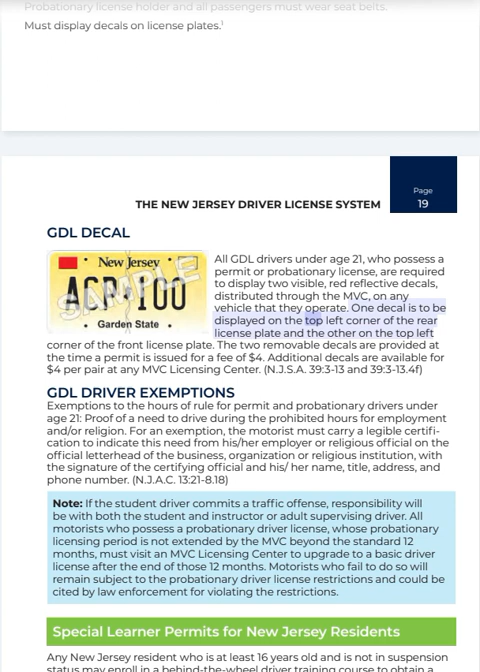 Probationary license holder and all passengers must wear seat belts.
Must display decals on license plates.¹
Page
19
THE NEW JERSEY DRIVER LICENSE SYSTEM
GDL DECAL
New Jersey
ACP 100
SAMPLE
Garden State
All GDL drivers under age 21, who possess a
permit or probationary license, are required
to display two visible, red reflective decals,
distributed through the MVC, on any
vehicle that they operate. One decal is to be
displayed on the top left corner of the rear
license plate and the other on the top left
corner of the front license plate. The two removable decals are provided at
the time a permit is issued for a fee of $4. Additional decals are available for
$4 per pair at any MVC Licensing Center. (N.J.S.A. 39:3-13 and 39:3-13.4f)
GDL DRIVER EXEMPTIONS
Exemptions to the hours of rule for permit and probationary drivers under
age 21: Proof of a need to drive during the prohibited hours for employment
and/or religion. For an exemption, the motorist must carry a legible certifi-
cation to indicate this need from his/her employer or religious official on the
official letterhead of the business, organization or religious institution, with
the signature of the certifying official and his/ her name, title, address, and
phone number. (N.J.A.C. 13:21-8.18)
Note: If the student driver commits a traffic offense, responsibility will
be with both the student and instructor or adult supervising driver. All
motorists who possess a probationary driver license, whose probationary
licensing period is not extended by the MVC beyond the standard 12
months, must visit an MVC Licensing Center to upgrade to a basic driver
license after the end of those 12 months. Motorists who fail to do so will
remain subject to the probationary driver license restrictions and could be
cited by law enforcement for violating the restrictions.
Special Learner Permits for New Jersey Residents
Any New Jersey resident who is at least 16 years old and is not in suspension
status may enroll in a behind-the-wheel driver training course to obtain a